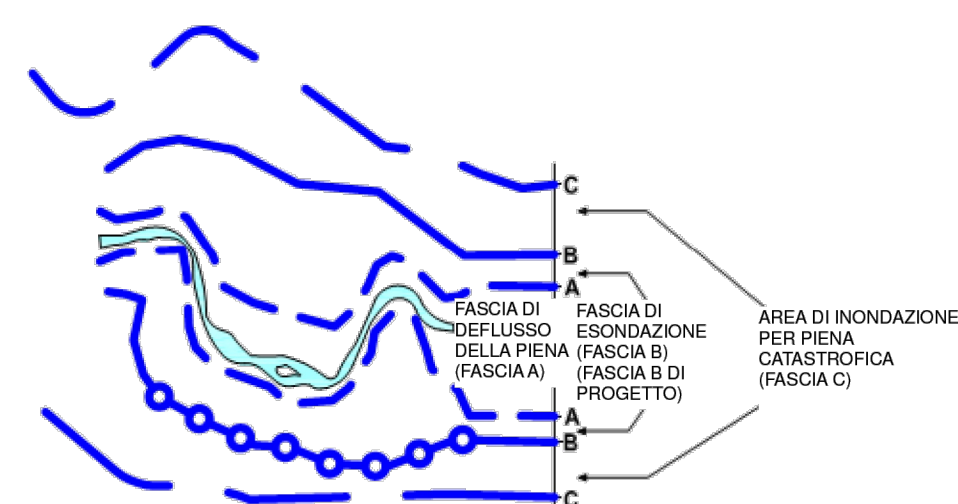 C
B
A
FASCIA DI
DEFLUSSO
DELLA PIENA
(FASCIA A)
FASCIA DI
ESONDAZIONE
(FASCIA B)
(FASCIA B DI
PROGETTO)
AREA DI INONDAZIONE
PER PIENA
CATASTROFICA
(FASCIA C)
A
B
C